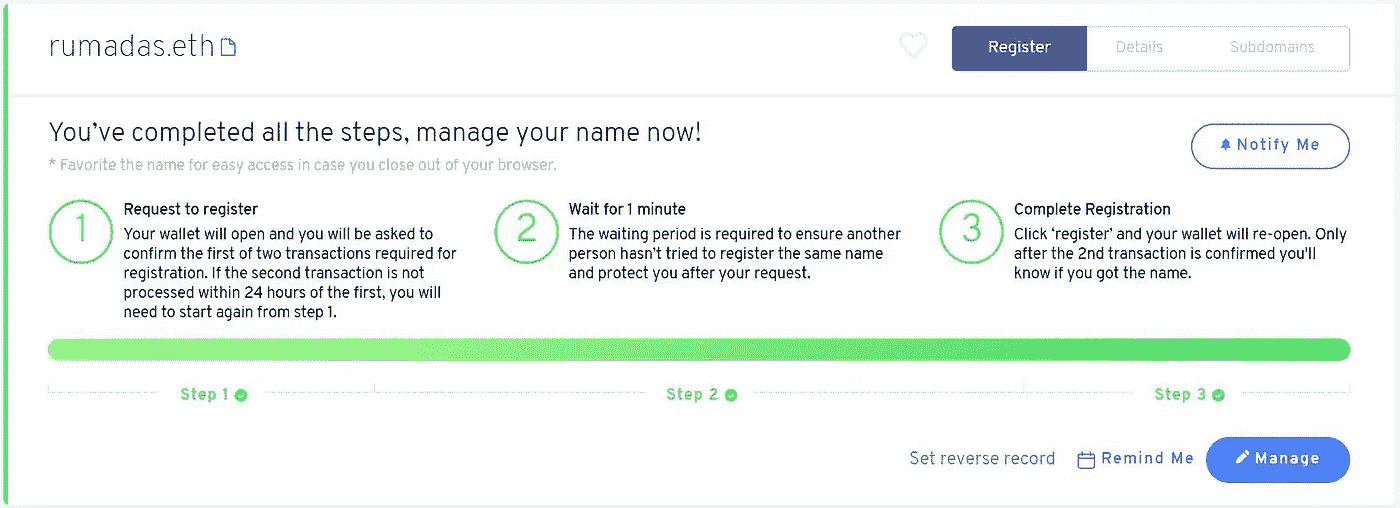 rumadas.eth
Register
Details
Subdomains
You've completed all the steps, manage your name now!
* Favorite the name for easy access in case you close out of your browser.
Notify Me
1
Request to register
Your wallet will open and you will be asked to
confirm the first of two transactions required for
registration. If the second transaction is not
processed within 24 hours of the first, you will
need to start again from step 1.
2
Wait for 1 minute
The waiting period is required to ensure another
person hasn't tried to register the same name
and protect you after your request.
3
Complete Registration
Click ‘register’ and your wallet will re-open. Only
after the 2nd transaction is confirmed you'll
know if you got the name.
Step 1
Step 2
Step 3
Set reverse record
Remind Me
Manage